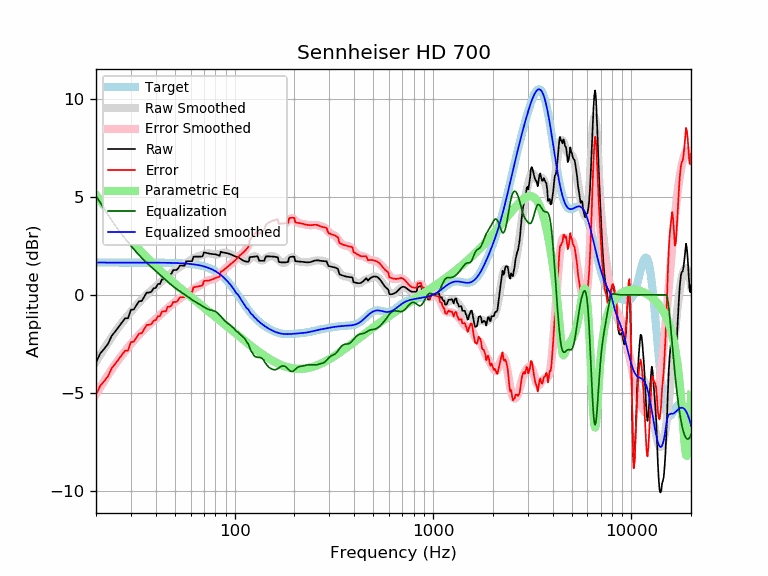 Sennheiser HD 700
Target
Raw Smoothed
Error Smoothed
Raw
Error
Parametric Eq
Equalization
Equalized smoothed
10
5
0
−5
−10
Amplitude (dBr)
100 1000 10000
Frequency (Hz)